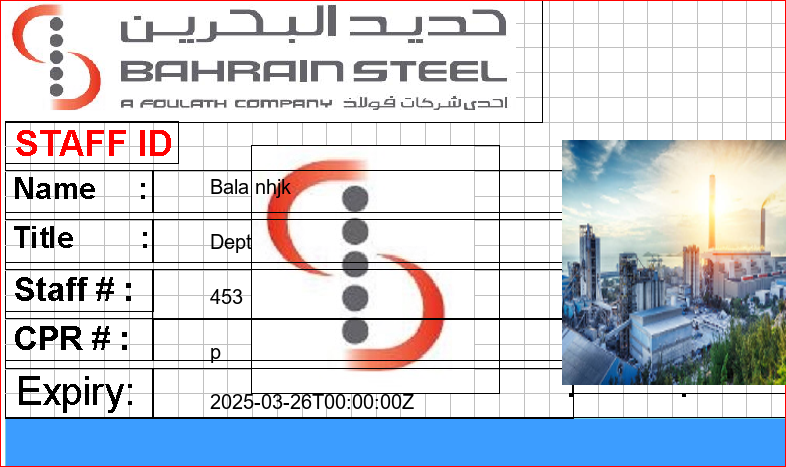 حديد البحرين
BAHRAIN STEEL
A FOULATH COMPANY احدى شركات فولاذ
STAFF ID
Name : Bala nhjk
Title : Dept
Staff # : 453
CPR # : p
Expiry: 2025-03-26T00:00:00Z